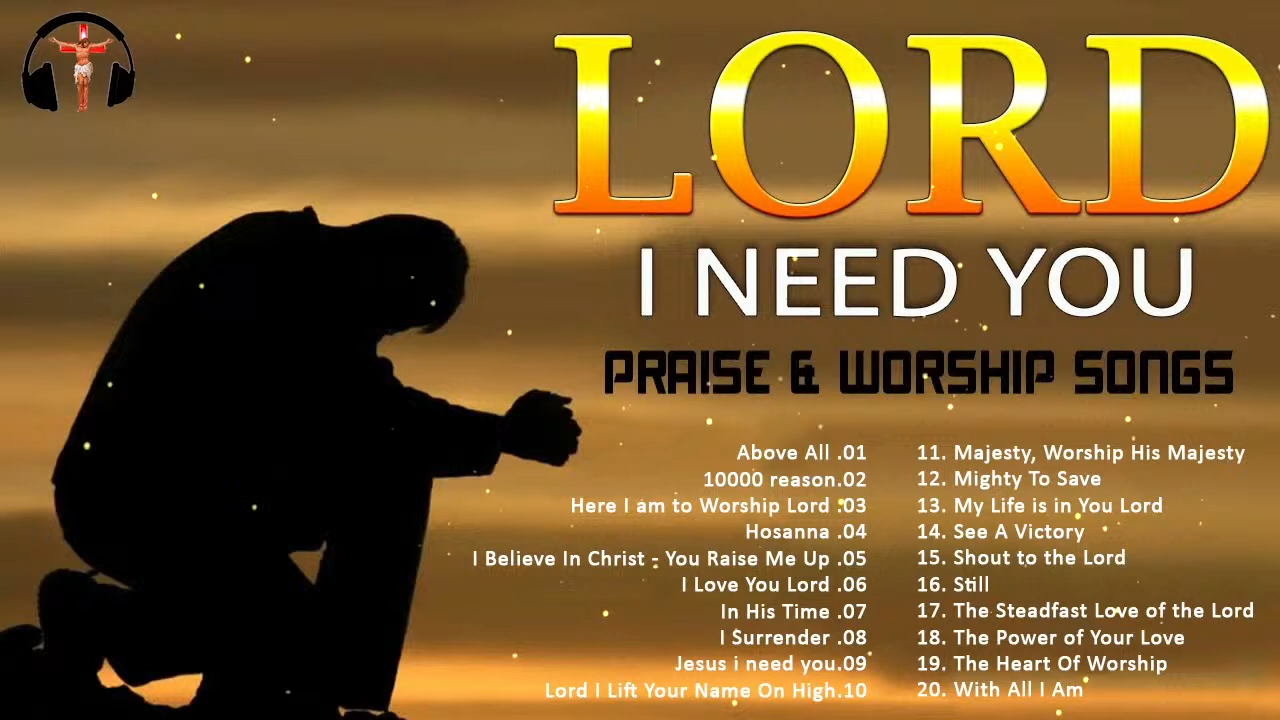 LORD
I NEED YOU
PRAISE & WORSHIP SONGS
Above All .01
10000 reason.02
Here I am to Worship Lord .03
Hosanna .04
I Believe In Christ - You Raise Me Up .05
I Love You Lord .06
In His Time .07
I Surrender .08
Jesus i need you.09
Lord I Lift Your Name On High.10
11. Majesty, Worship His Majesty
12. Mighty To Save
13. My Life is in You Lord
14. See A Victory
15. Shout to the Lord
16. Still
17. The Steadfast Love of the Lord
18. The Power of Your Love
19. The Heart Of Worship
20. With All I Am